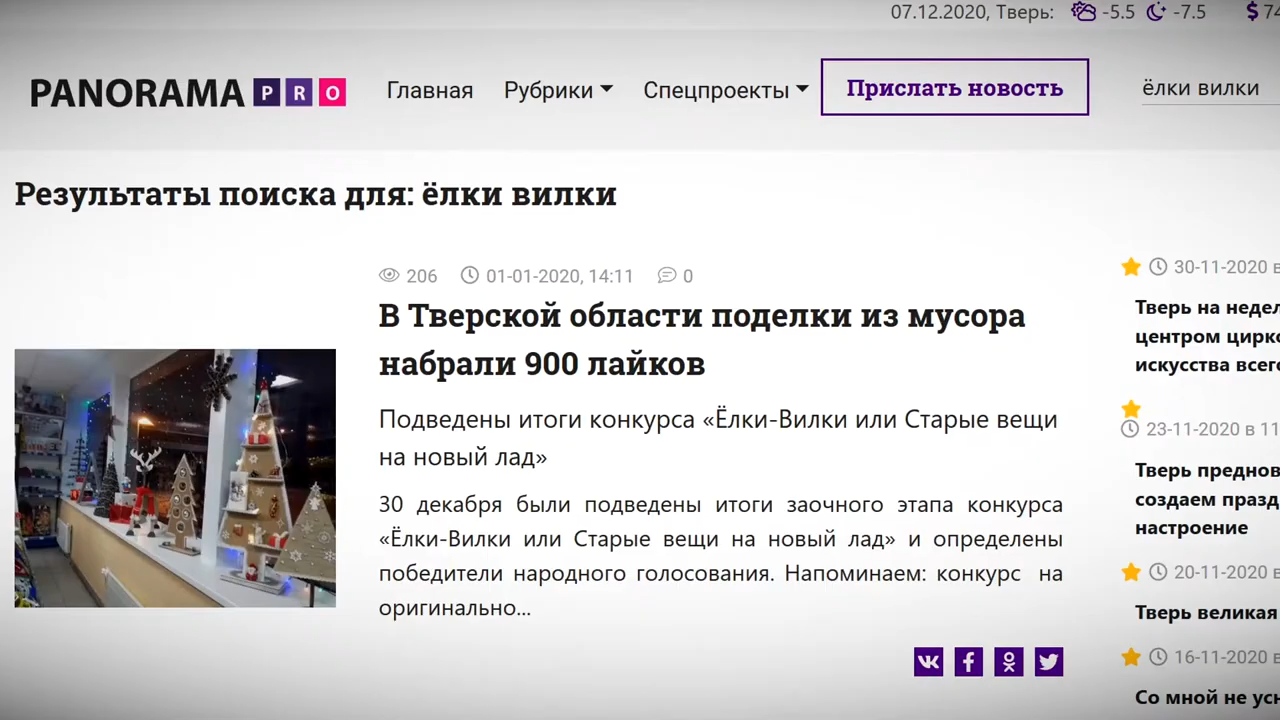 07.12.2020, Тверь: -5.5 -7.5 $ 74
PANORAMA PRO Главная Рубрики Спецпроекты Прислать новость ёлки вилки
Результаты поиска для: ёлки вилки
206 01-01-2020, 14:11 0
В Тверской области поделки из мусора
набрали 900 лайков
Подведены итоги конкурса «Ёлки-Вилки или Старые вещи
на новый лад»
30 декабря были подведены итоги заочного этапа конкурса
«Ёлки-Вилки или Старые вещи на новый лад» и определены
победители народного голосования. Напоминаем: конкурс на
оригинально...
30-11-2020 в
Тверь на недел
центром цирко
искусства всего
23-11-2020 в 11
Тверь преднов
создаем празд
настроение
20-11-2020 в
Тверь великая
16-11-2020 в
Со мной не усн